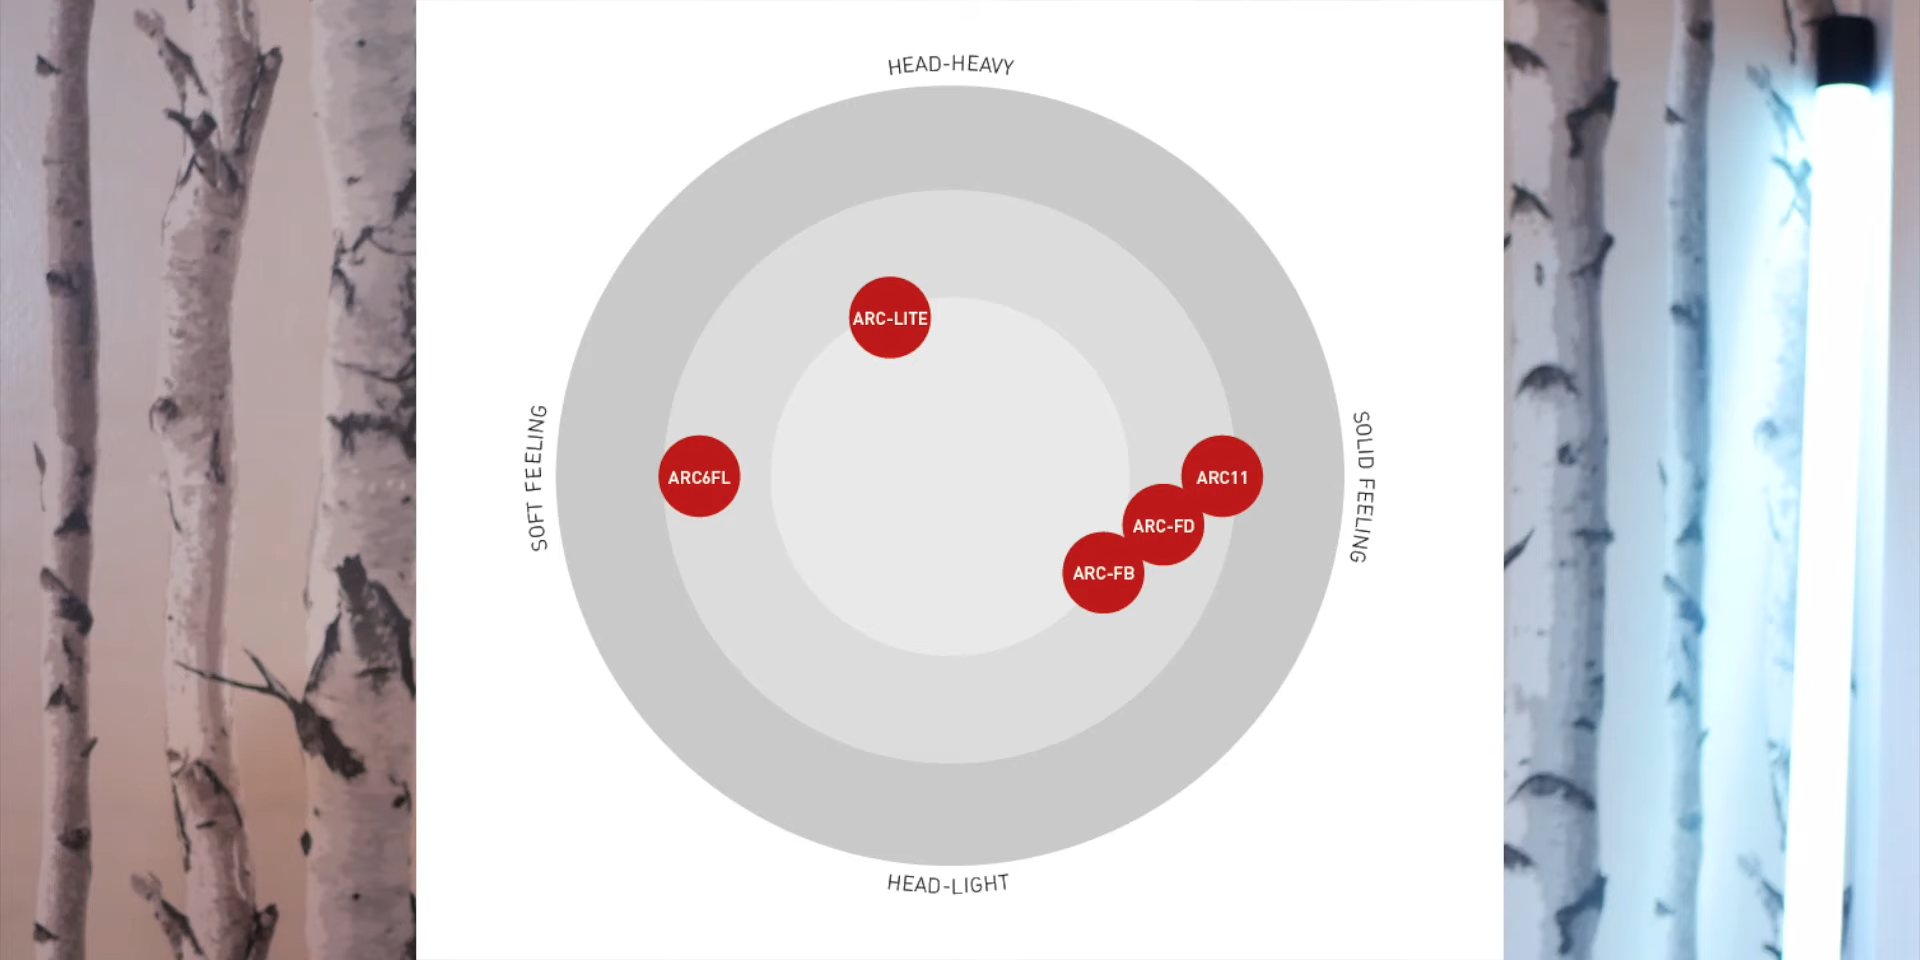 HEAD-HEAVY
ARC-LITE
SOFT FEELING
SOLID FEELING
ARC6FL
ARC11
ARC-FD
ARC-FB
HEAD-LIGHT